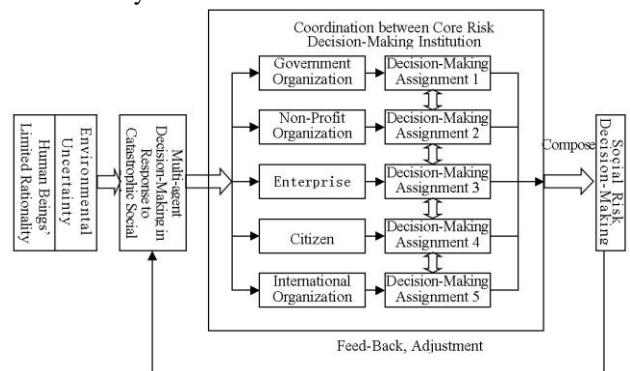 Coordination between Core Risk
Decision-Making Institution
Government
Organization
Decision-Making
Assignment 1
Non-Profit
Organization
Decision-Making
Assignment 2
Enterprise
Decision-Making
Assignment 3
Citizen
Decision-Making
Assignment 4
International
Organization
Decision-Making
Assignment 5
Environmental
Uncertainty
Human Beings'
Limited Rationality
Multi-agent
Decision-Making in
Response to
Catastrophic Social
Compose
Social Risk
Decision-Making
Feed-Back, Adjustment